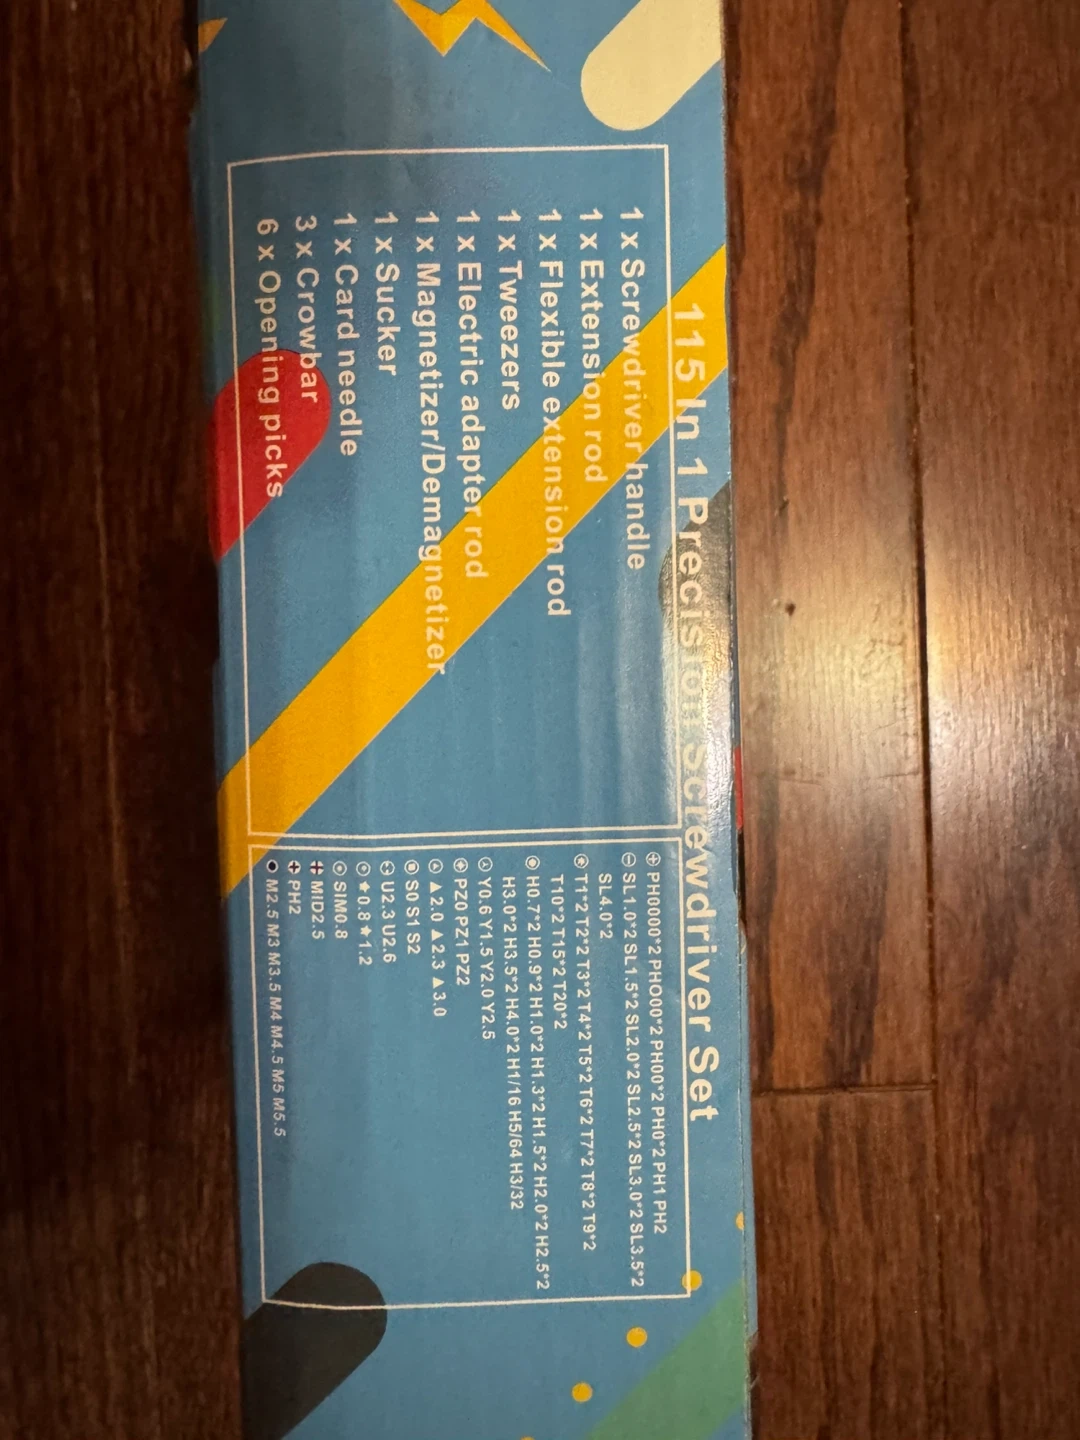 115 In 1 Precision Screwdriver Set
1 x Screwdriver handle
1 x Extension rod
1 x Flexible extension rod
1 x Tweezers
1 x Electric adapter rod
1 x Magnetizer/Demagnetizer
1 x Sucker
1 x Card needle
3 x Crowbar
6 x Opening picks
PH0000*2 PHO00*2 PH00*2 PH0*2 PH1 PH2
SL1.0*2 SL1.5*2 SL2.0*2 SL2.5*2 SL3.0*2 SL3.5*2
SL4.0*2
T1*2 T2*2 T3*2 T4*2 T5*2 T6*2 T7*2 T8*2 T9*2
T10*2 T15*2 T20*2
H0.7*2 H0.9*2 H1.0*2 H1.3*2 H1.5*2 H2.0*2 H2.5*2
H3.0*2 H3.5*2 H4.0*2 H1/16 H5/64 H3/32
Y0.6 Y1.5 Y2.0 Y2.5
PZ0 PZ1 PZ2
▲2.0 ▲2.3 ▲3.0
S0 S1 S2
U2.3 U2.6
★0.8 ★1.2
SIM0.8
MID2.5
PH2
M2.5 M3 M3.5 M4 M4.5 M5 M5.5